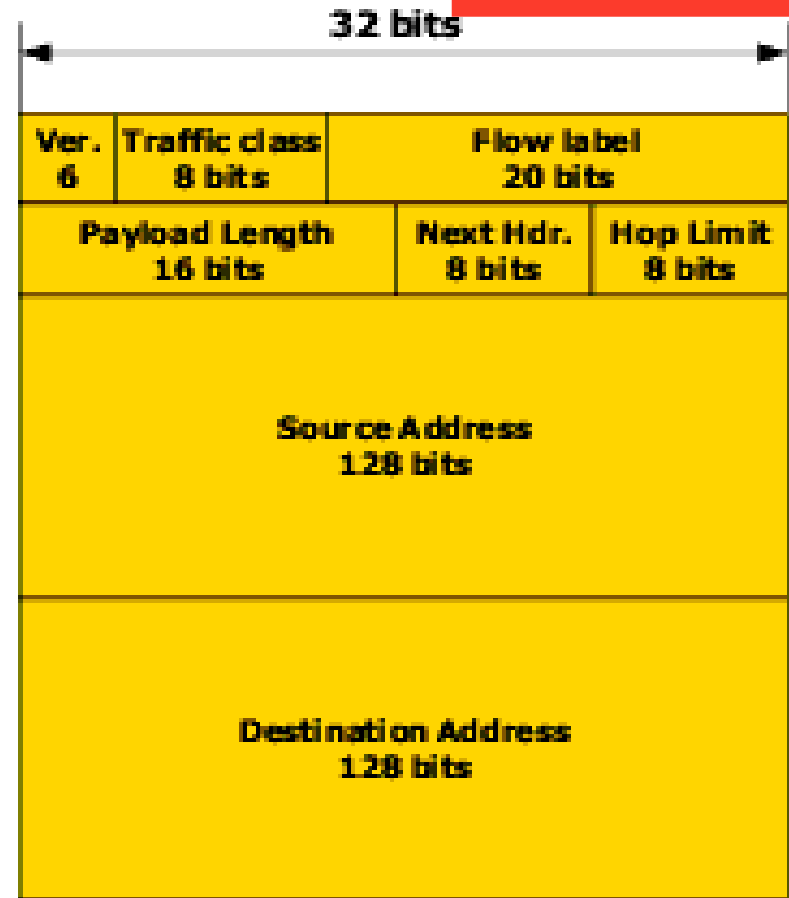 32 bits
Ver. Traffic class Flow label
6 8 bits 20 bits
Payload Length Next Hdr. Hop Limit
16 bits 8 bits 8 bits
Source Address
128 bits
Destination Address
128 bits